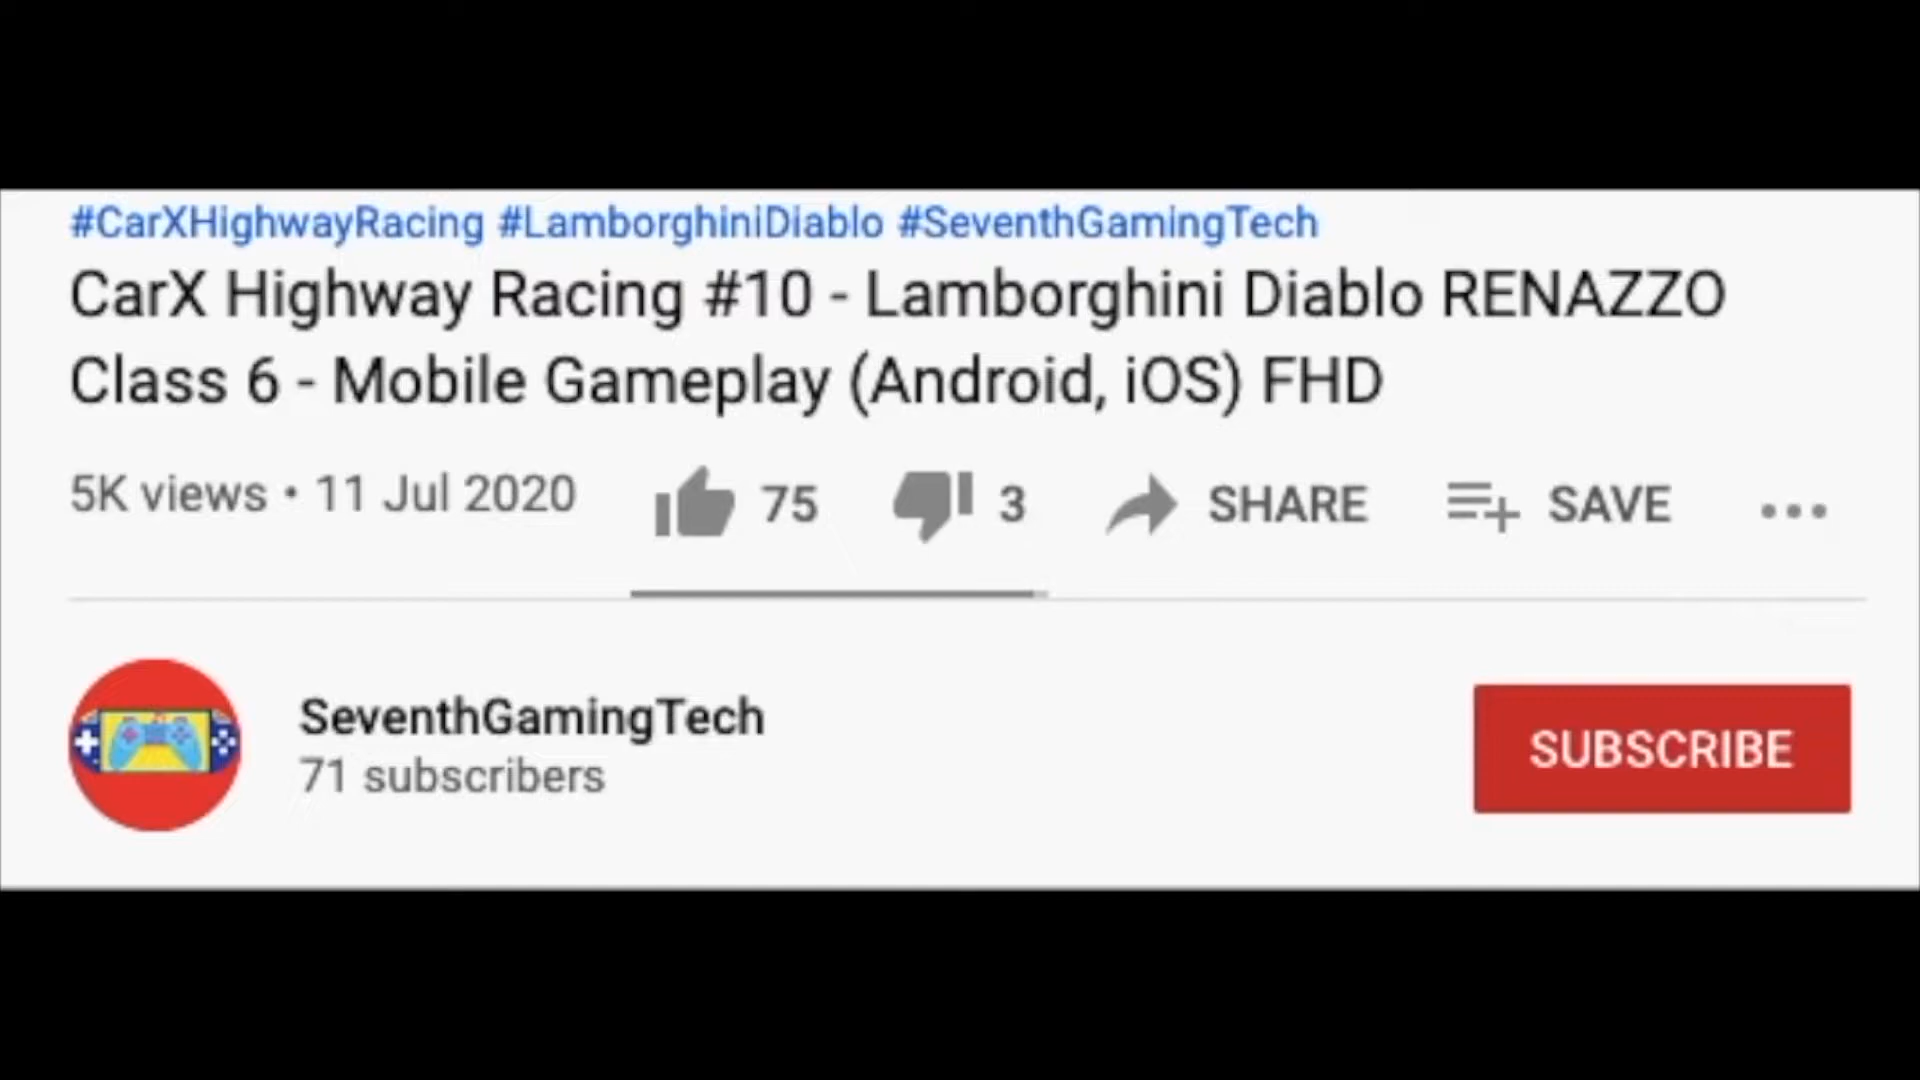 #CarXHighwayRacing #LamborghiniDiablo #SeventhGamingTech
CarX Highway Racing #10 - Lamborghini Diablo RENAZZO
Class 6 - Mobile Gameplay (Android, iOS) FHD
5K views • 11 Jul 2020 75 3 SHARE SAVE
SeventhGamingTech
71 subscribers
SUBSCRIBE